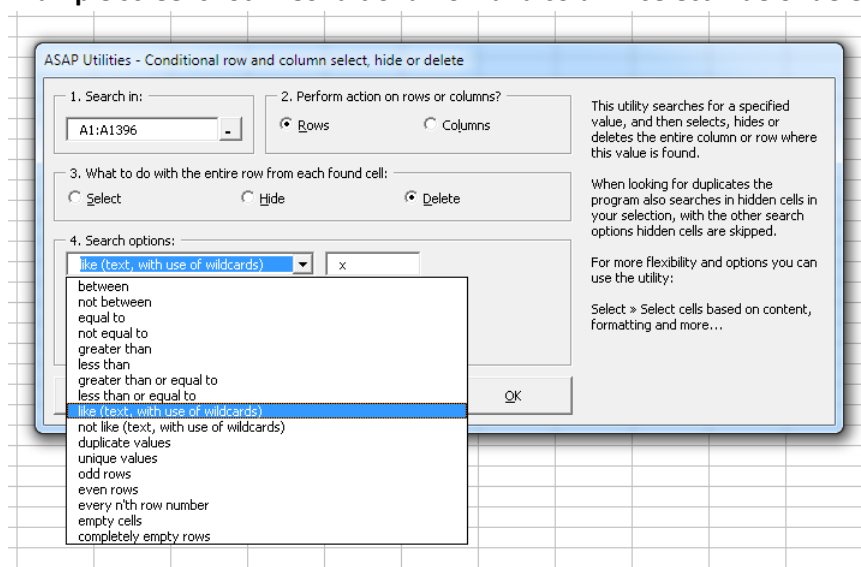 ASAP Utilities - Conditional row and column select, hide or delete
1. Search in:
A1:A1396
2. Perform action on rows or columns?
Rows
Columns
3. What to do with the entire row from each found cell:
Select
Hide
Delete
4. Search options:
like (text, with use of wildcards)
x
between
not between
equal to
not equal to
greater than
less than
greater than or equal to
less than or equal to
like (text, with use of wildcards)
not like (text, with use of wildcards)
duplicate values
unique values
odd rows
even rows
every n'th row number
empty cells
completely empty rows
OK
This utility searches for a specified
value, and then selects, hides or
deletes the entire column or row where
this value is found.
When looking for duplicates the
program also searches in hidden cells in
your selection, with the other search
options hidden cells are skipped.
For more flexibility and options you can
use the utility:
Select » Select cells based on content,
formatting and more...